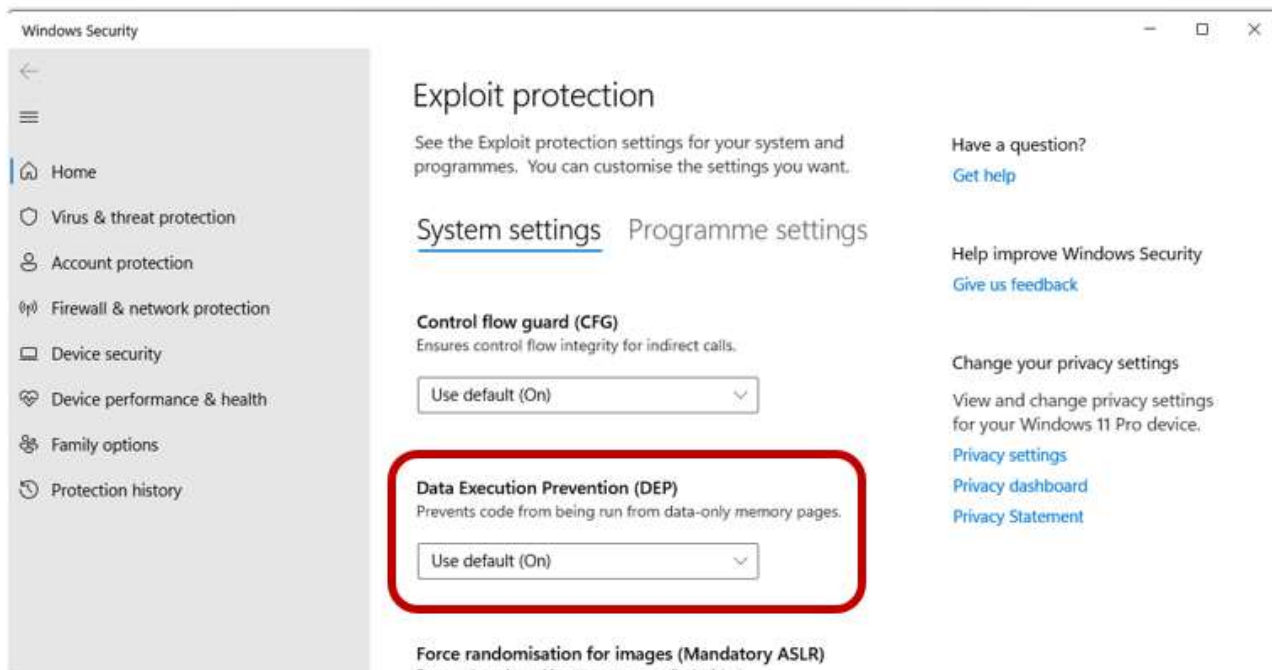 Windows Security
Home
Virus & threat protection
Account protection
Firewall & network protection
Device security
Device performance & health
Family options
Protection history
Exploit protection
See the Exploit protection settings for your system and
programmes. You can customise the settings you want.
System settings Programme settings
Control flow guard (CFG)
Ensures control flow integrity for indirect calls.
Use default (On)
Data Execution Prevention (DEP)
Prevents code from being run from data-only memory pages.
Use default (On)
Force randomisation for images (Mandatory ASLR)
Have a question?
Get help
Help improve Windows Security
Give us feedback
Change your privacy settings
View and change privacy settings
for your Windows 11 Pro device.
Privacy settings
Privacy dashboard
Privacy Statement